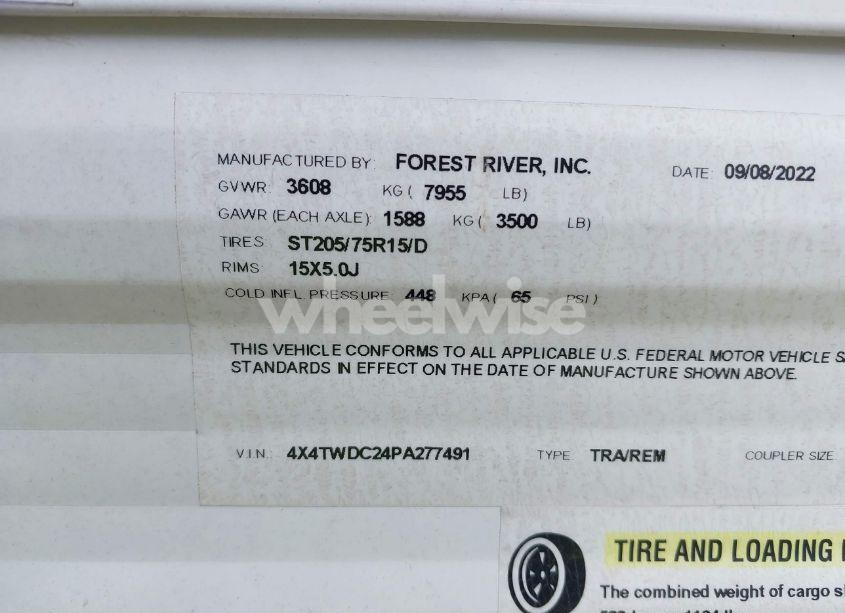 MANUFACTURED BY: FOREST RIVER, INC. DATE: 09/08/2022
GVWR: 3608 KG ( 7955 LB)
GAWR (EACH AXLE): 1588 KG ( 3500 LB)
TIRES ST205/75R15/D
RIMS 15X5.0J
COLD INFL. PRESSURE: 448 KPA ( 65 PSI )
wheelwise
THIS VEHICLE CONFORMS TO ALL APPLICABLE U.S. FEDERAL MOTOR VEHICLE
STANDARDS IN EFFECT ON THE DATE OF MANUFACTURE SHOWN ABOVE.
V.I.N.: 4X4TWDC24PA277491 TYPE TRA/REM COUPLER SIZE
TIRE AND LOADING
The combined weight of cargo